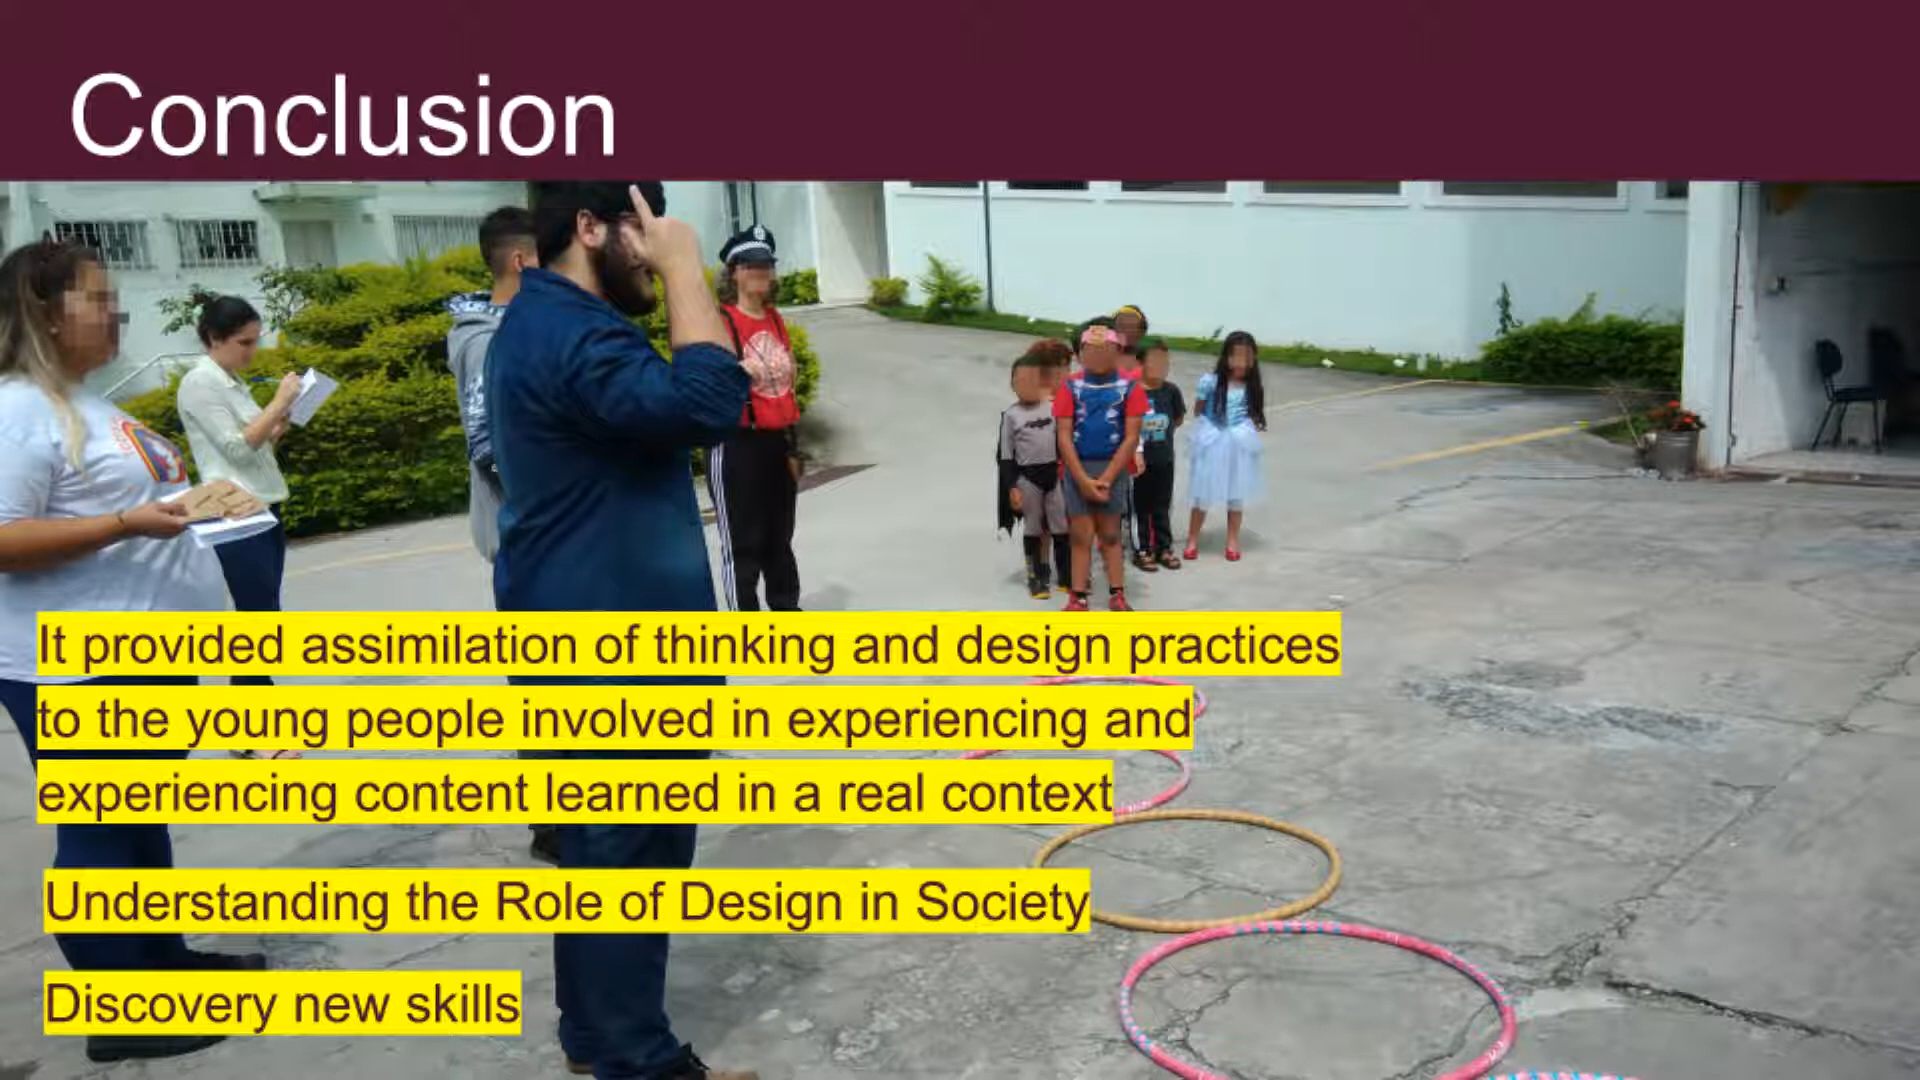 Conclusion
It provided assimilation of thinking and design practices
to the young people involved in experiencing and
experiencing content learned in a real context
Understanding the Role of Design in Society
Discovery new skills